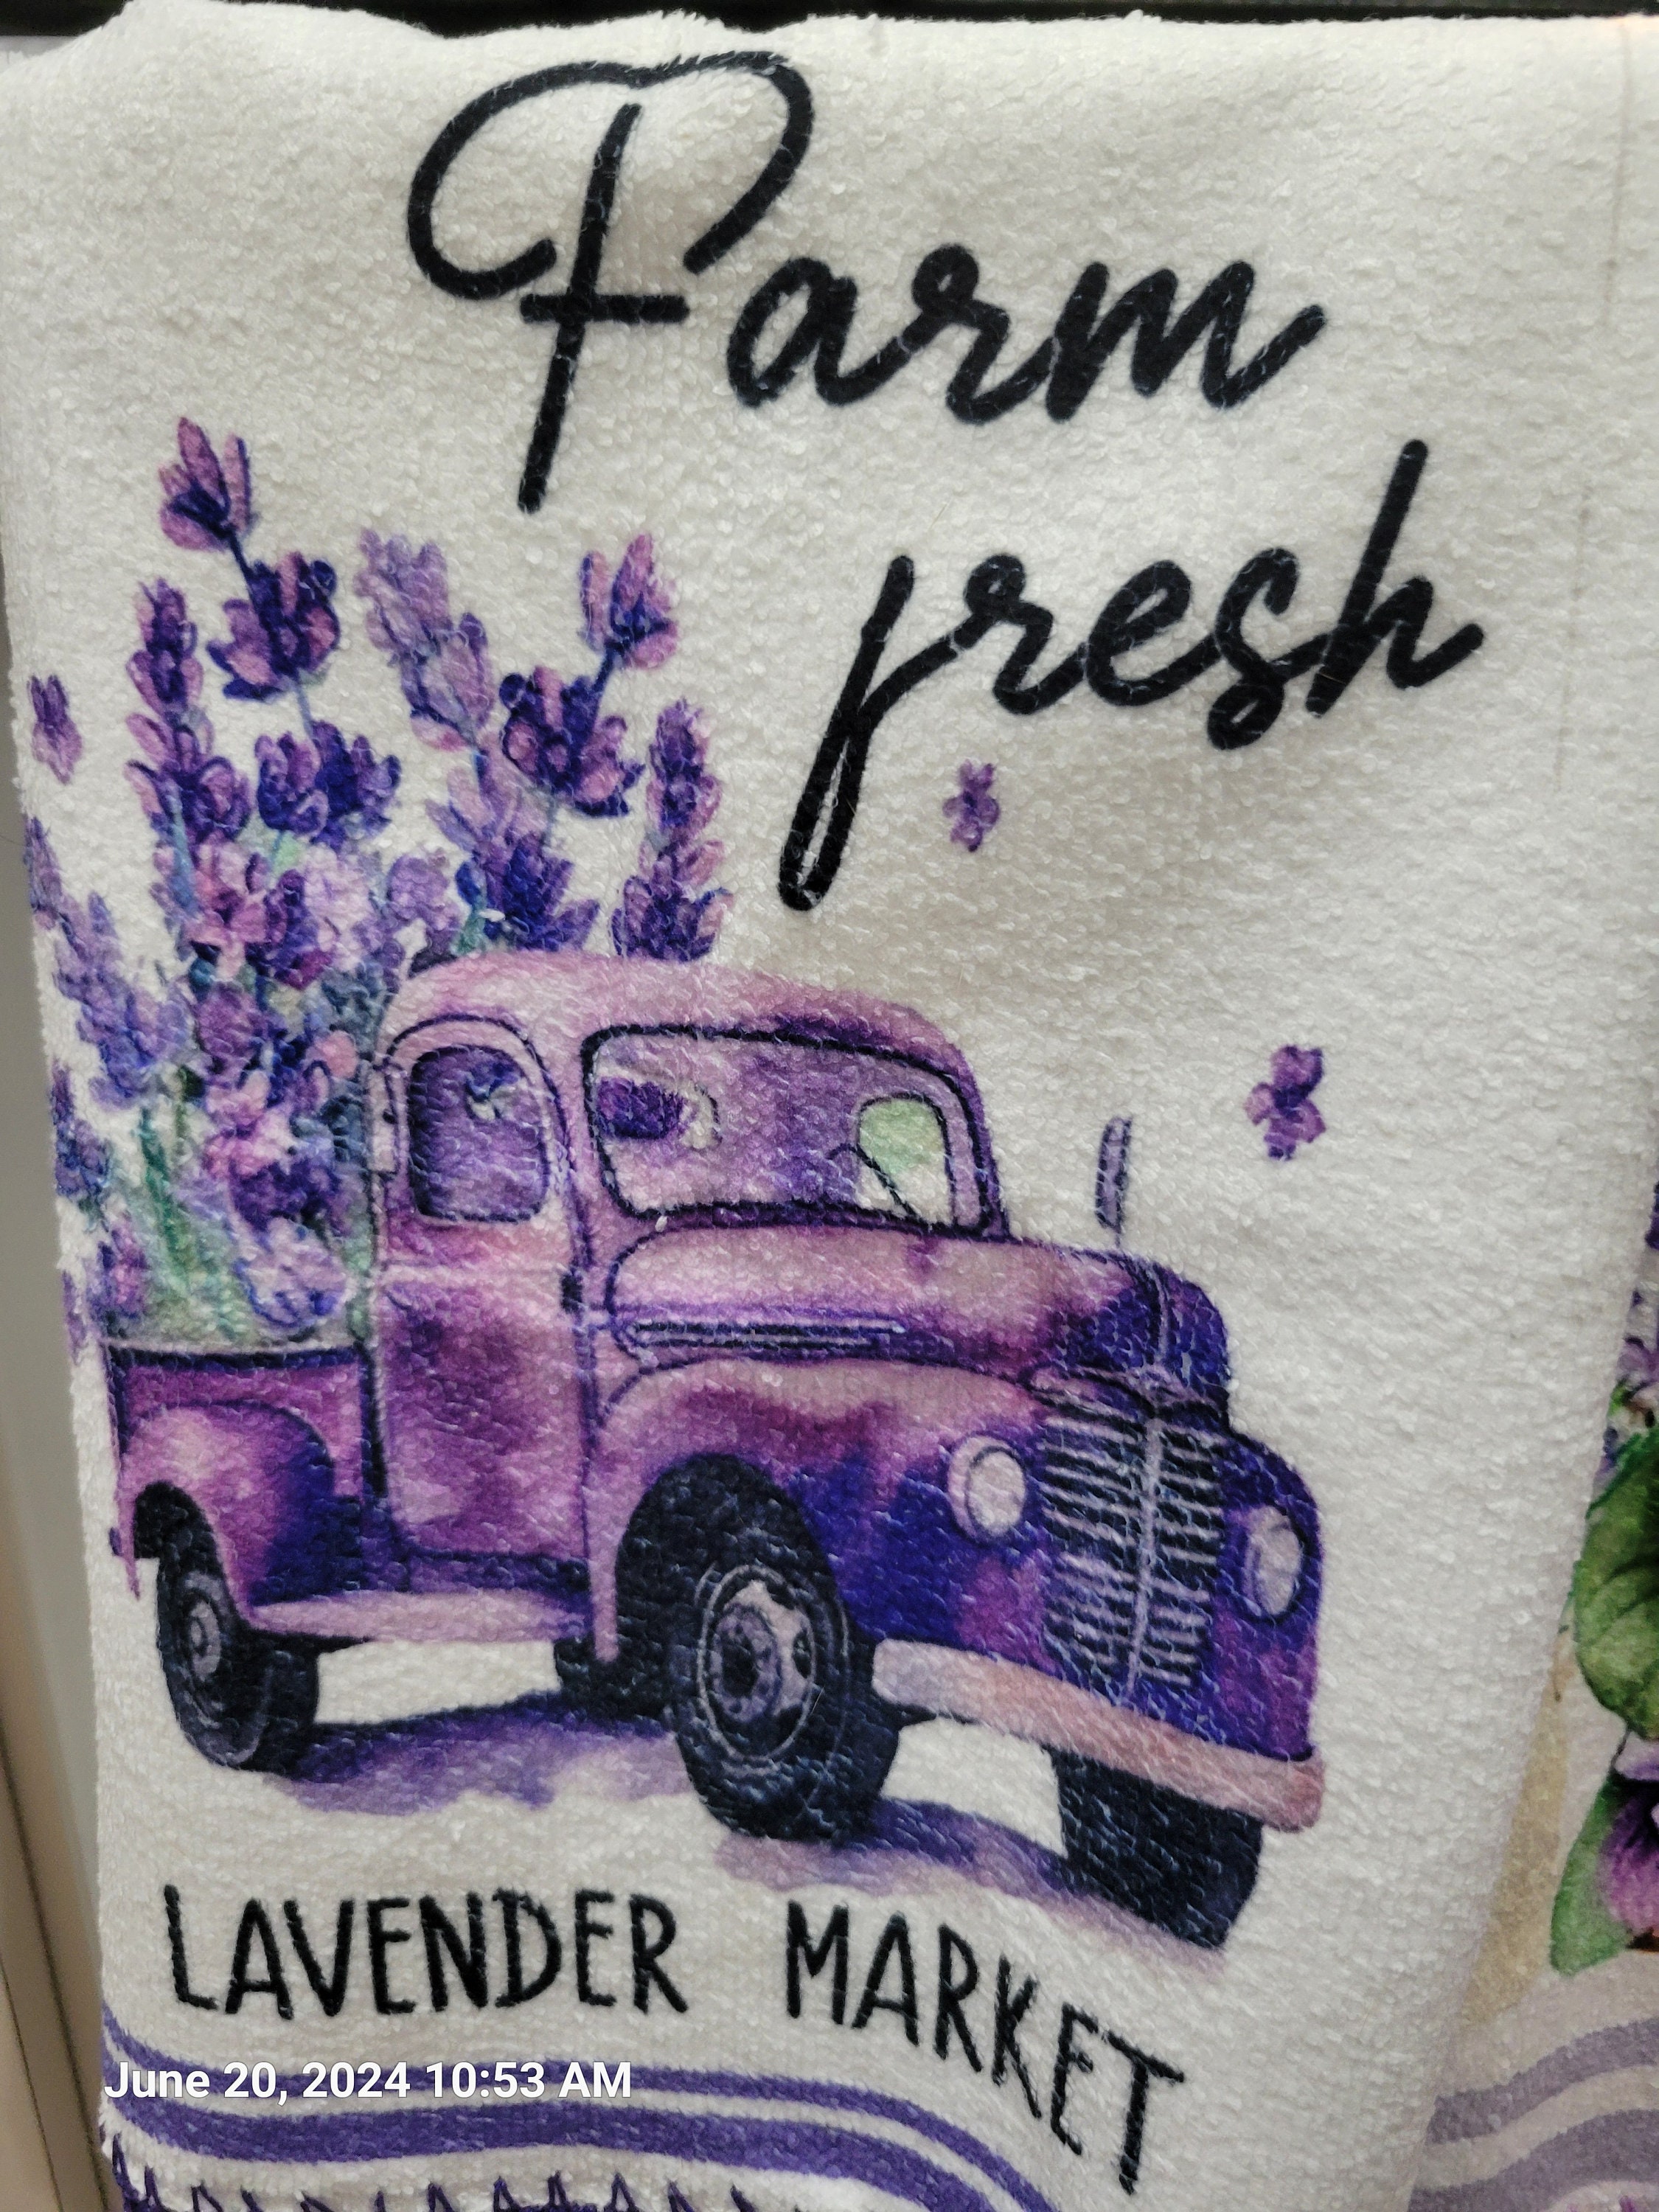 Farm
fresh
LAVENDER MARKET
June 20, 2024 10:53 AM